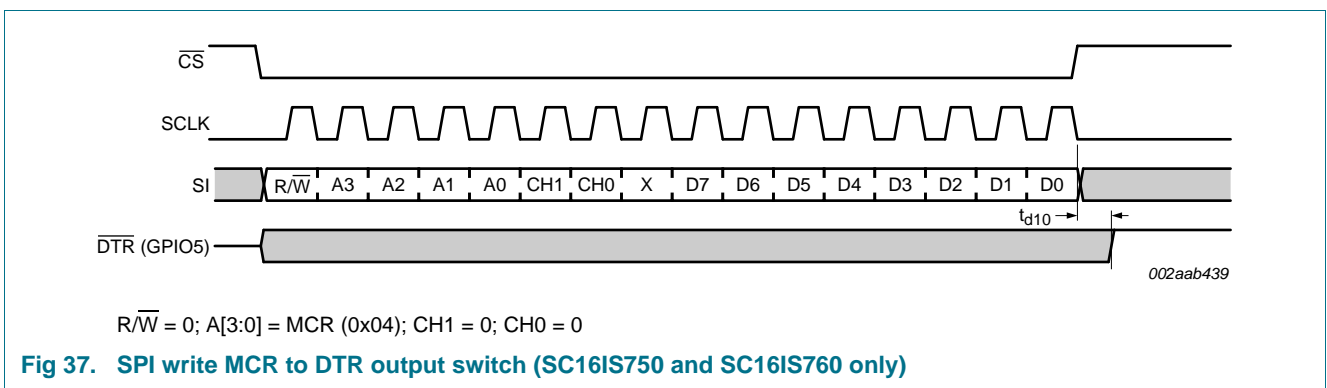 C̅S̅
SCLK
SI R/W̅ A3 A2 A1 A0 CH1 CH0 X D7 D6 D5 D4 D3 D2 D1 D0
td10
D̅T̅R̅ (GPIO5)
002aab439
R/W̅ = 0; A[3:0] = MCR (0x04); CH1 = 0; CH0 = 0
Fig 37. SPI write MCR to DTR output switch (SC16IS750 and SC16IS760 only)